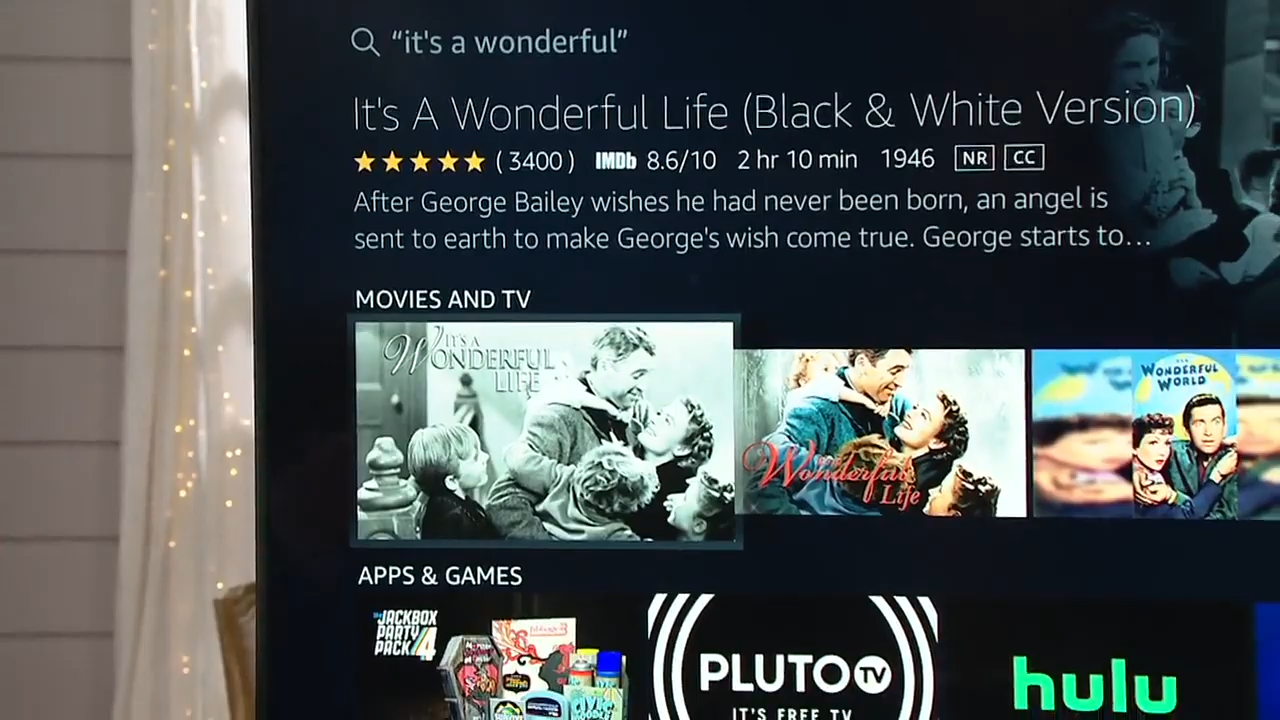 “it's a wonderful”
It's A Wonderful Life (Black & White Version)
(3400) IMDb 8.6/10 2 hr 10 min 1946 NR CC
After George Bailey wishes he had never been born, an angel is
sent to earth to make George's wish come true. George starts to...
MOVIES AND TV
IT'S A
WONDERFUL
LIFE
Wonderful
Life
WONDERFUL
WORLD
APPS & GAMES
the JACKBOX
PARTY
PACK 4
PLUTO TV
IT'S FREE TV
hulu